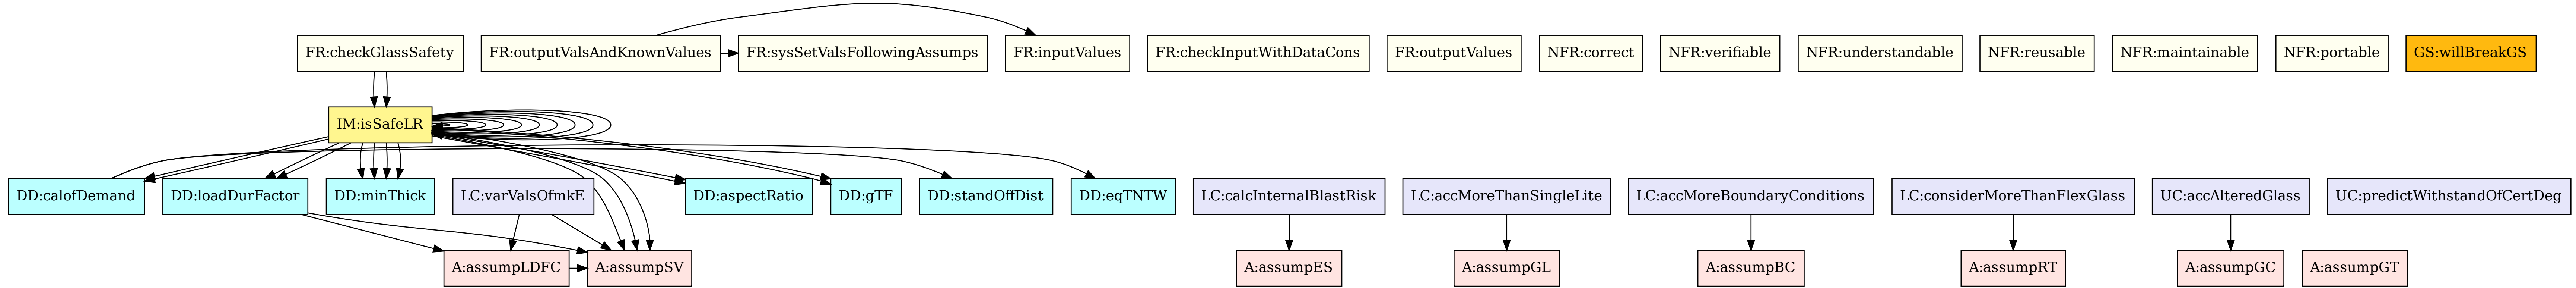 FR:checkGlassSafety
FR:outputValsAndKnownValues
FR:sysSetValsFollowingAssumps
FR:inputValues
FR:checkInputWithDataCons
FR:outputValues
NFR:correct
NFR:verifiable
NFR:understandable
NFR:reusable
NFR:maintainable
NFR:portable
GS:willBreakGS
IM:isSafeLR
DD:calofDemand
DD:loadDurFactor
DD:minThick
LC:varValsOfmkE
DD:aspectRatio
DD:gTF
DD:standOffDist
DD:eqTNTW
LC:calcInternalBlastRisk
LC:accMoreThanSingleLite
LC:accMoreBoundaryConditions
LC:considerMoreThanFlexGlass
UC:accAlteredGlass
UC:predictWithstandOfCertDeg
A:assumpLDFC
A:assumpSV
A:assumpES
A:assumpGL
A:assumpBC
A:assumpRT
A:assumpGC
A:assumpGT